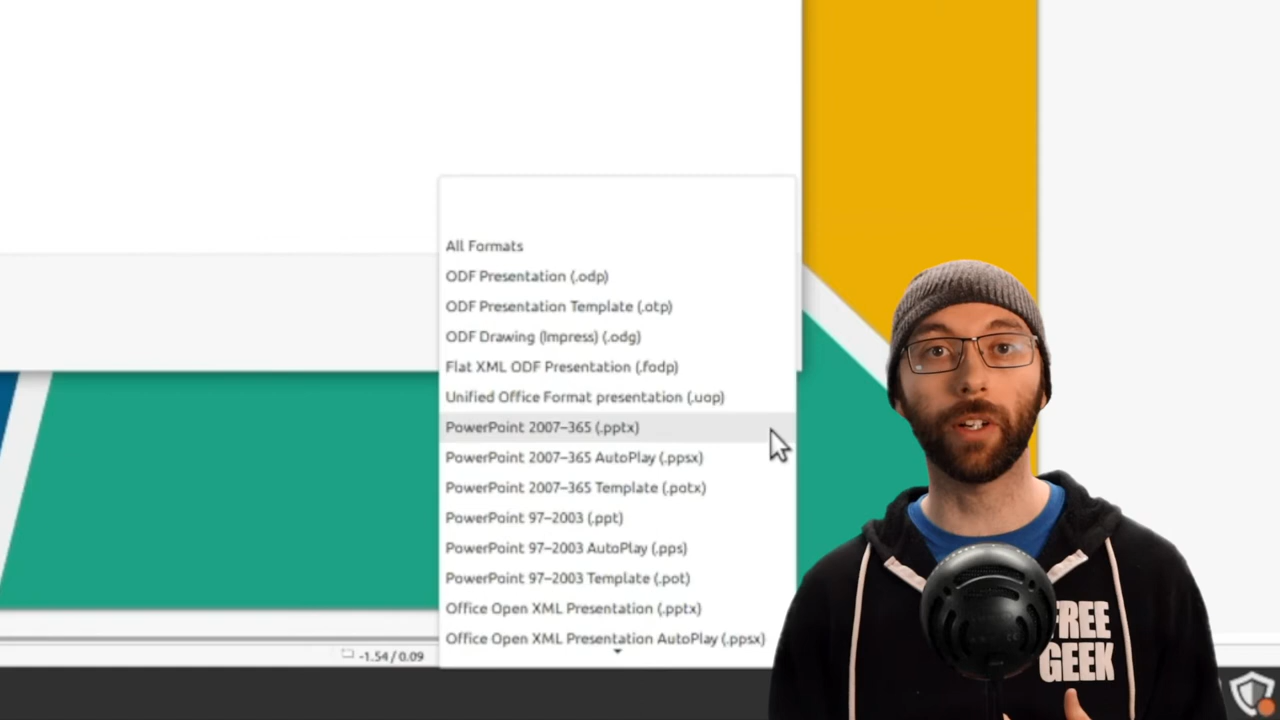 All Formats
ODF Presentation (.odp)
ODF Presentation Template (.otp)
ODF Drawing (Impress) (.odg)
Flat XML ODF Presentation (.fodp)
Unified Office Format presentation (.uop)
PowerPoint 2007–365 (.pptx)
PowerPoint 2007–365 AutoPlay (.ppsx)
PowerPoint 2007–365 Template (.potx)
PowerPoint 97–2003 (.ppt)
PowerPoint 97–2003 AutoPlay (.pps)
PowerPoint 97–2003 Template (.pot)
Office Open XML Presentation (.pptx)
Office Open XML Presentation AutoPlay (.ppsx)
-1.54 / 0.09
FREE
GEEK